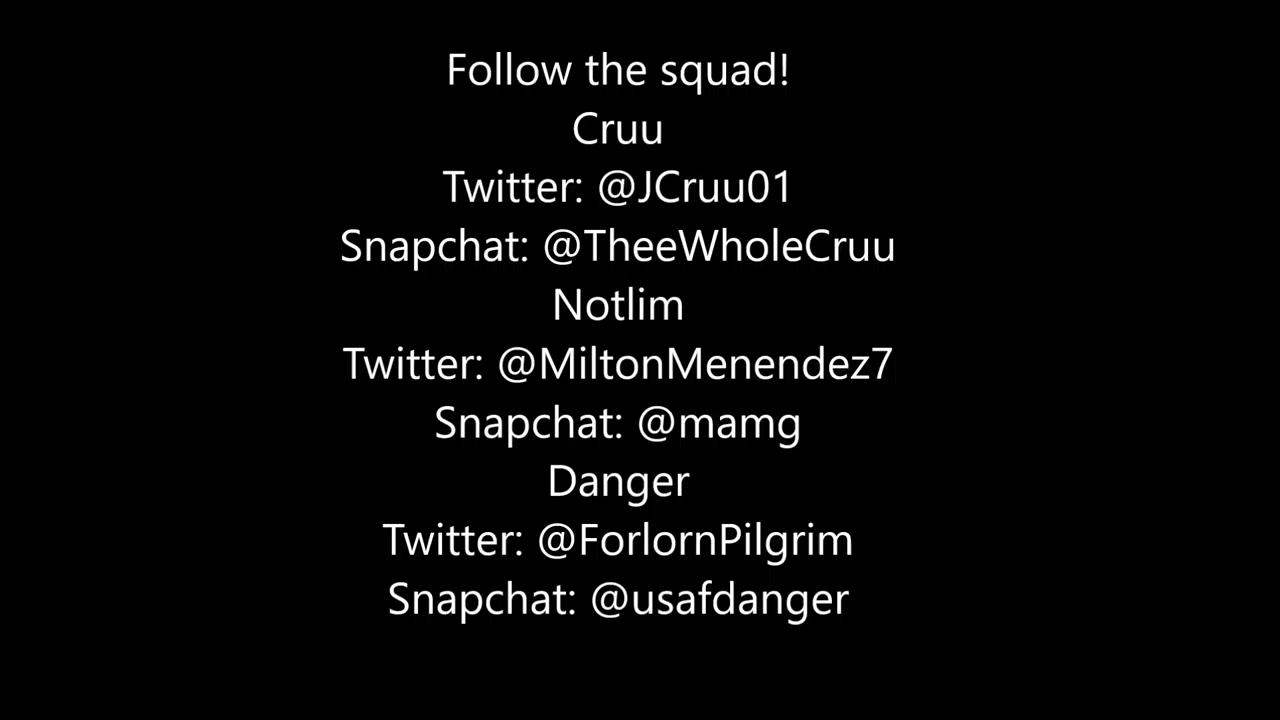 Follow the squad!
Cruu
Twitter: @JCruu01
Snapchat: @TheeWholeCruu
Notlim
Twitter: @MiltonMenendez7
Snapchat: @mamg
Danger
Twitter: @ForlornPilgrim
Snapchat: @usafdanger